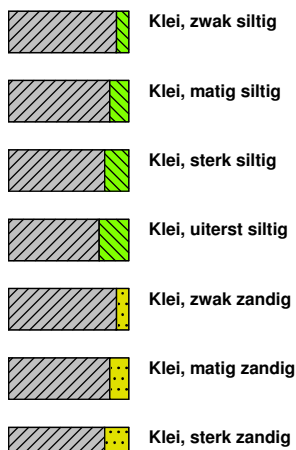 Klei, zwak siltig
Klei, matig siltig
Klei, sterk siltig
Klei, uiterst siltig
Klei, zwak zandig
Klei, matig zandig
Klei, sterk zandig